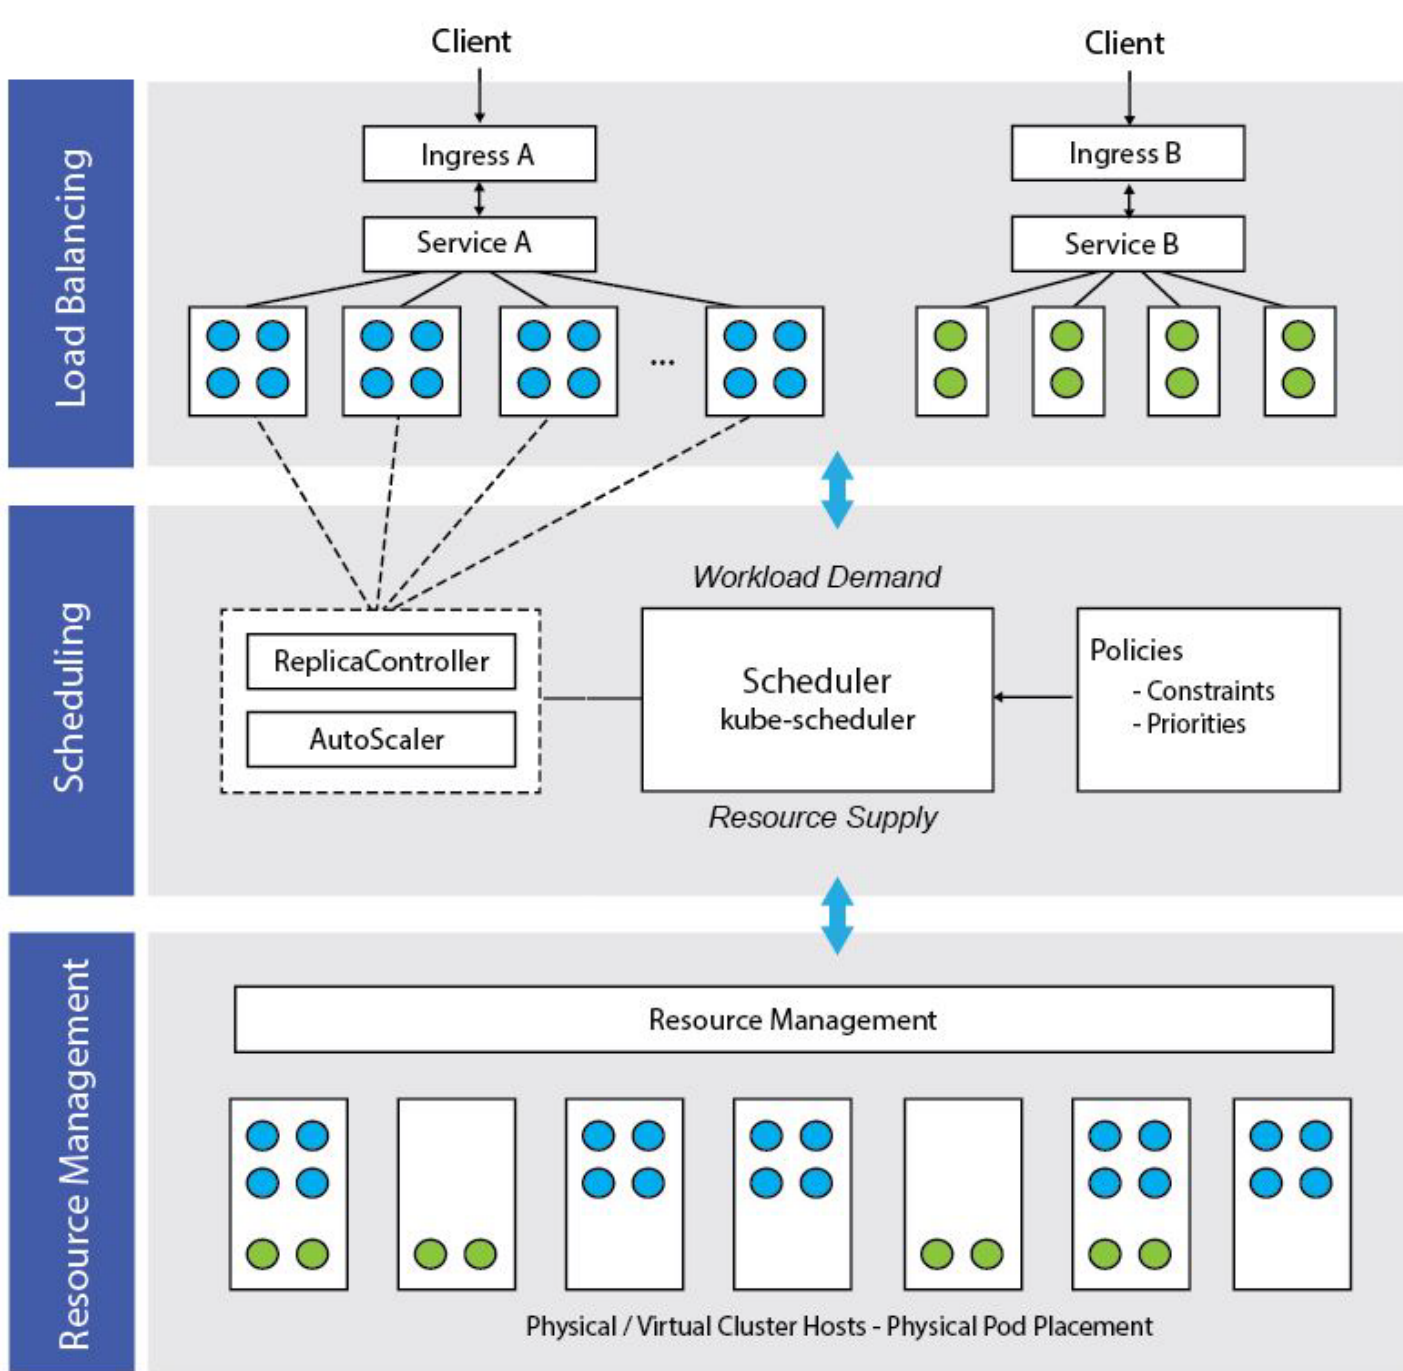 Client
Client
Load Balancing
Ingress A
Ingress B
Service A
Service B
...
Scheduling
Workload Demand
ReplicaController
AutoScaler
Scheduler
kube-scheduler
Policies
- Constraints
- Priorities
Resource Supply
Resource Management
Resource Management
Physical / Virtual Cluster Hosts - Physical Pod Placement